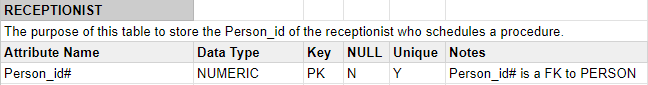 RECEPTIONIST
The purpose of this table to store the Person_id of the receptionist who schedules a procedure.
Attribute Name Data Type Key NULL Unique Notes
Person_id# NUMERIC PK N Y Person_id# is a FK to PERSON